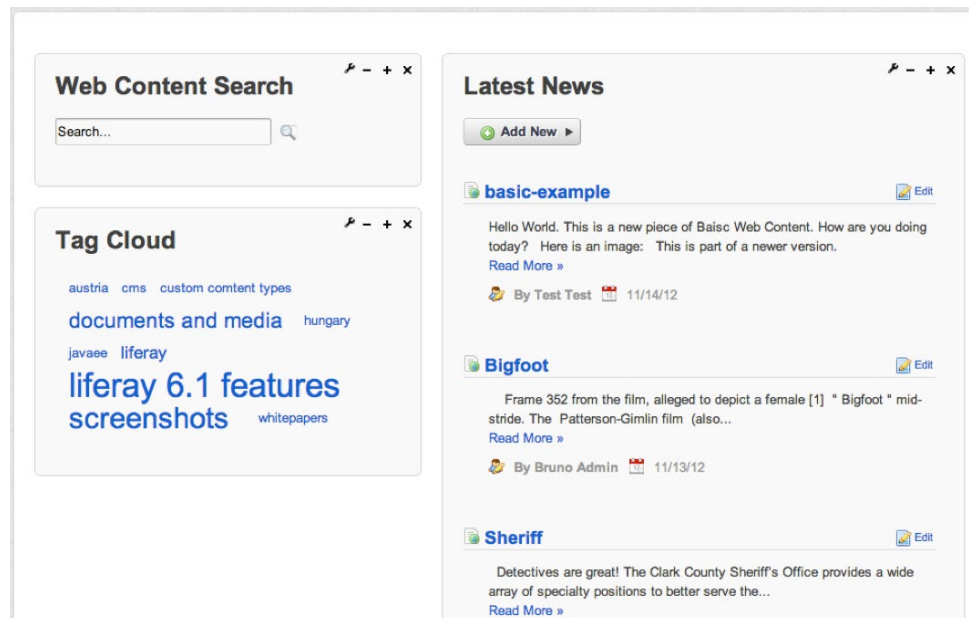 Web Content Search
Search...
Tag Cloud
austria cms custom comtent types
documents and media hungary
javaee liferay
liferay 6.1 features
screenshots whitepapers
Latest News
Add New
basic-example Edit
Hello World. This is a new piece of Baisc Web Content. How are you doing
today? Here is an image: This is part of a newer version.
Read More »
By Test Test 11/14/12
Bigfoot Edit
Frame 352 from the film, alleged to depict a female [1] " Bigfoot " mid-
stride. The Patterson-Gimlin film (also...
Read More »
By Bruno Admin 11/13/12
Sheriff Edit
Detectives are great! The Clark County Sheriff's Office provides a wide
array of specialty positions to better serve the...
Read More »